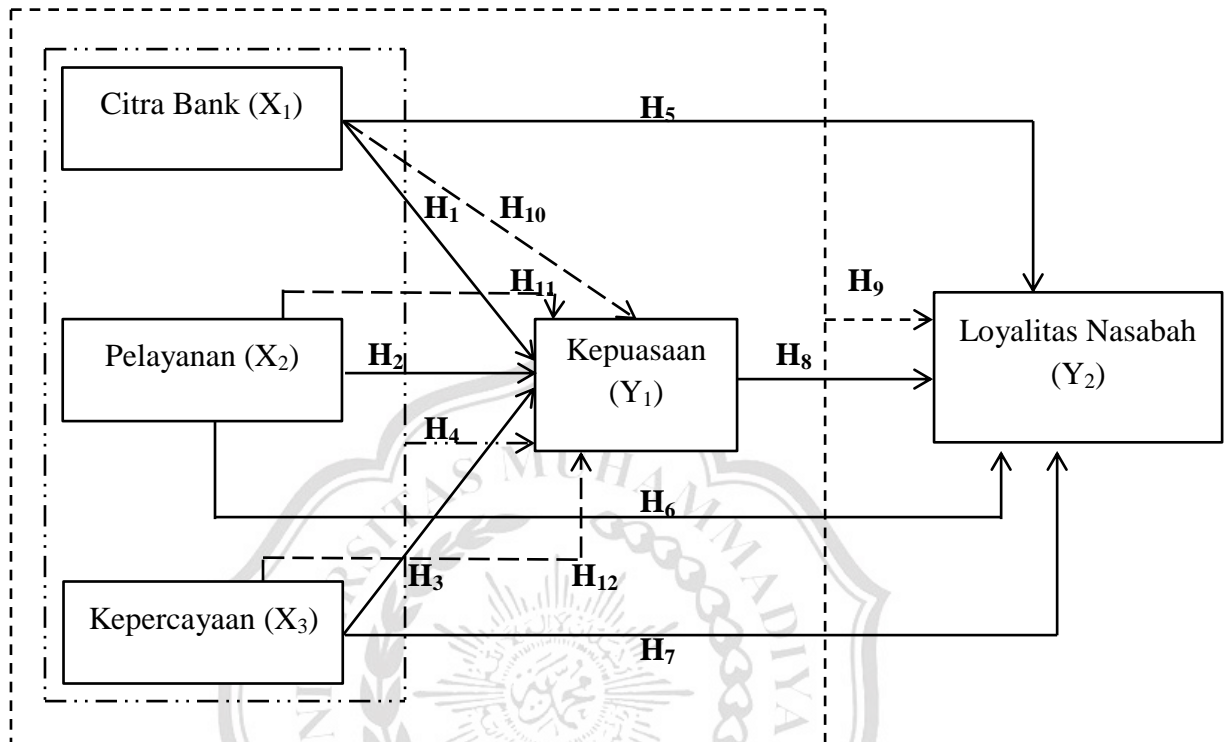 Citra Bank (X₁)
H₅
H₁
H₁₀
H₁₁
H₉
Pelayanan (X₂)
H₂
Kepuasaan
(Y₁)
H₈
Loyalitas Nasabah
(Y₂)
H₄
H₆
H₃
H₁₂
Kepercayaan (X₃)
H₇